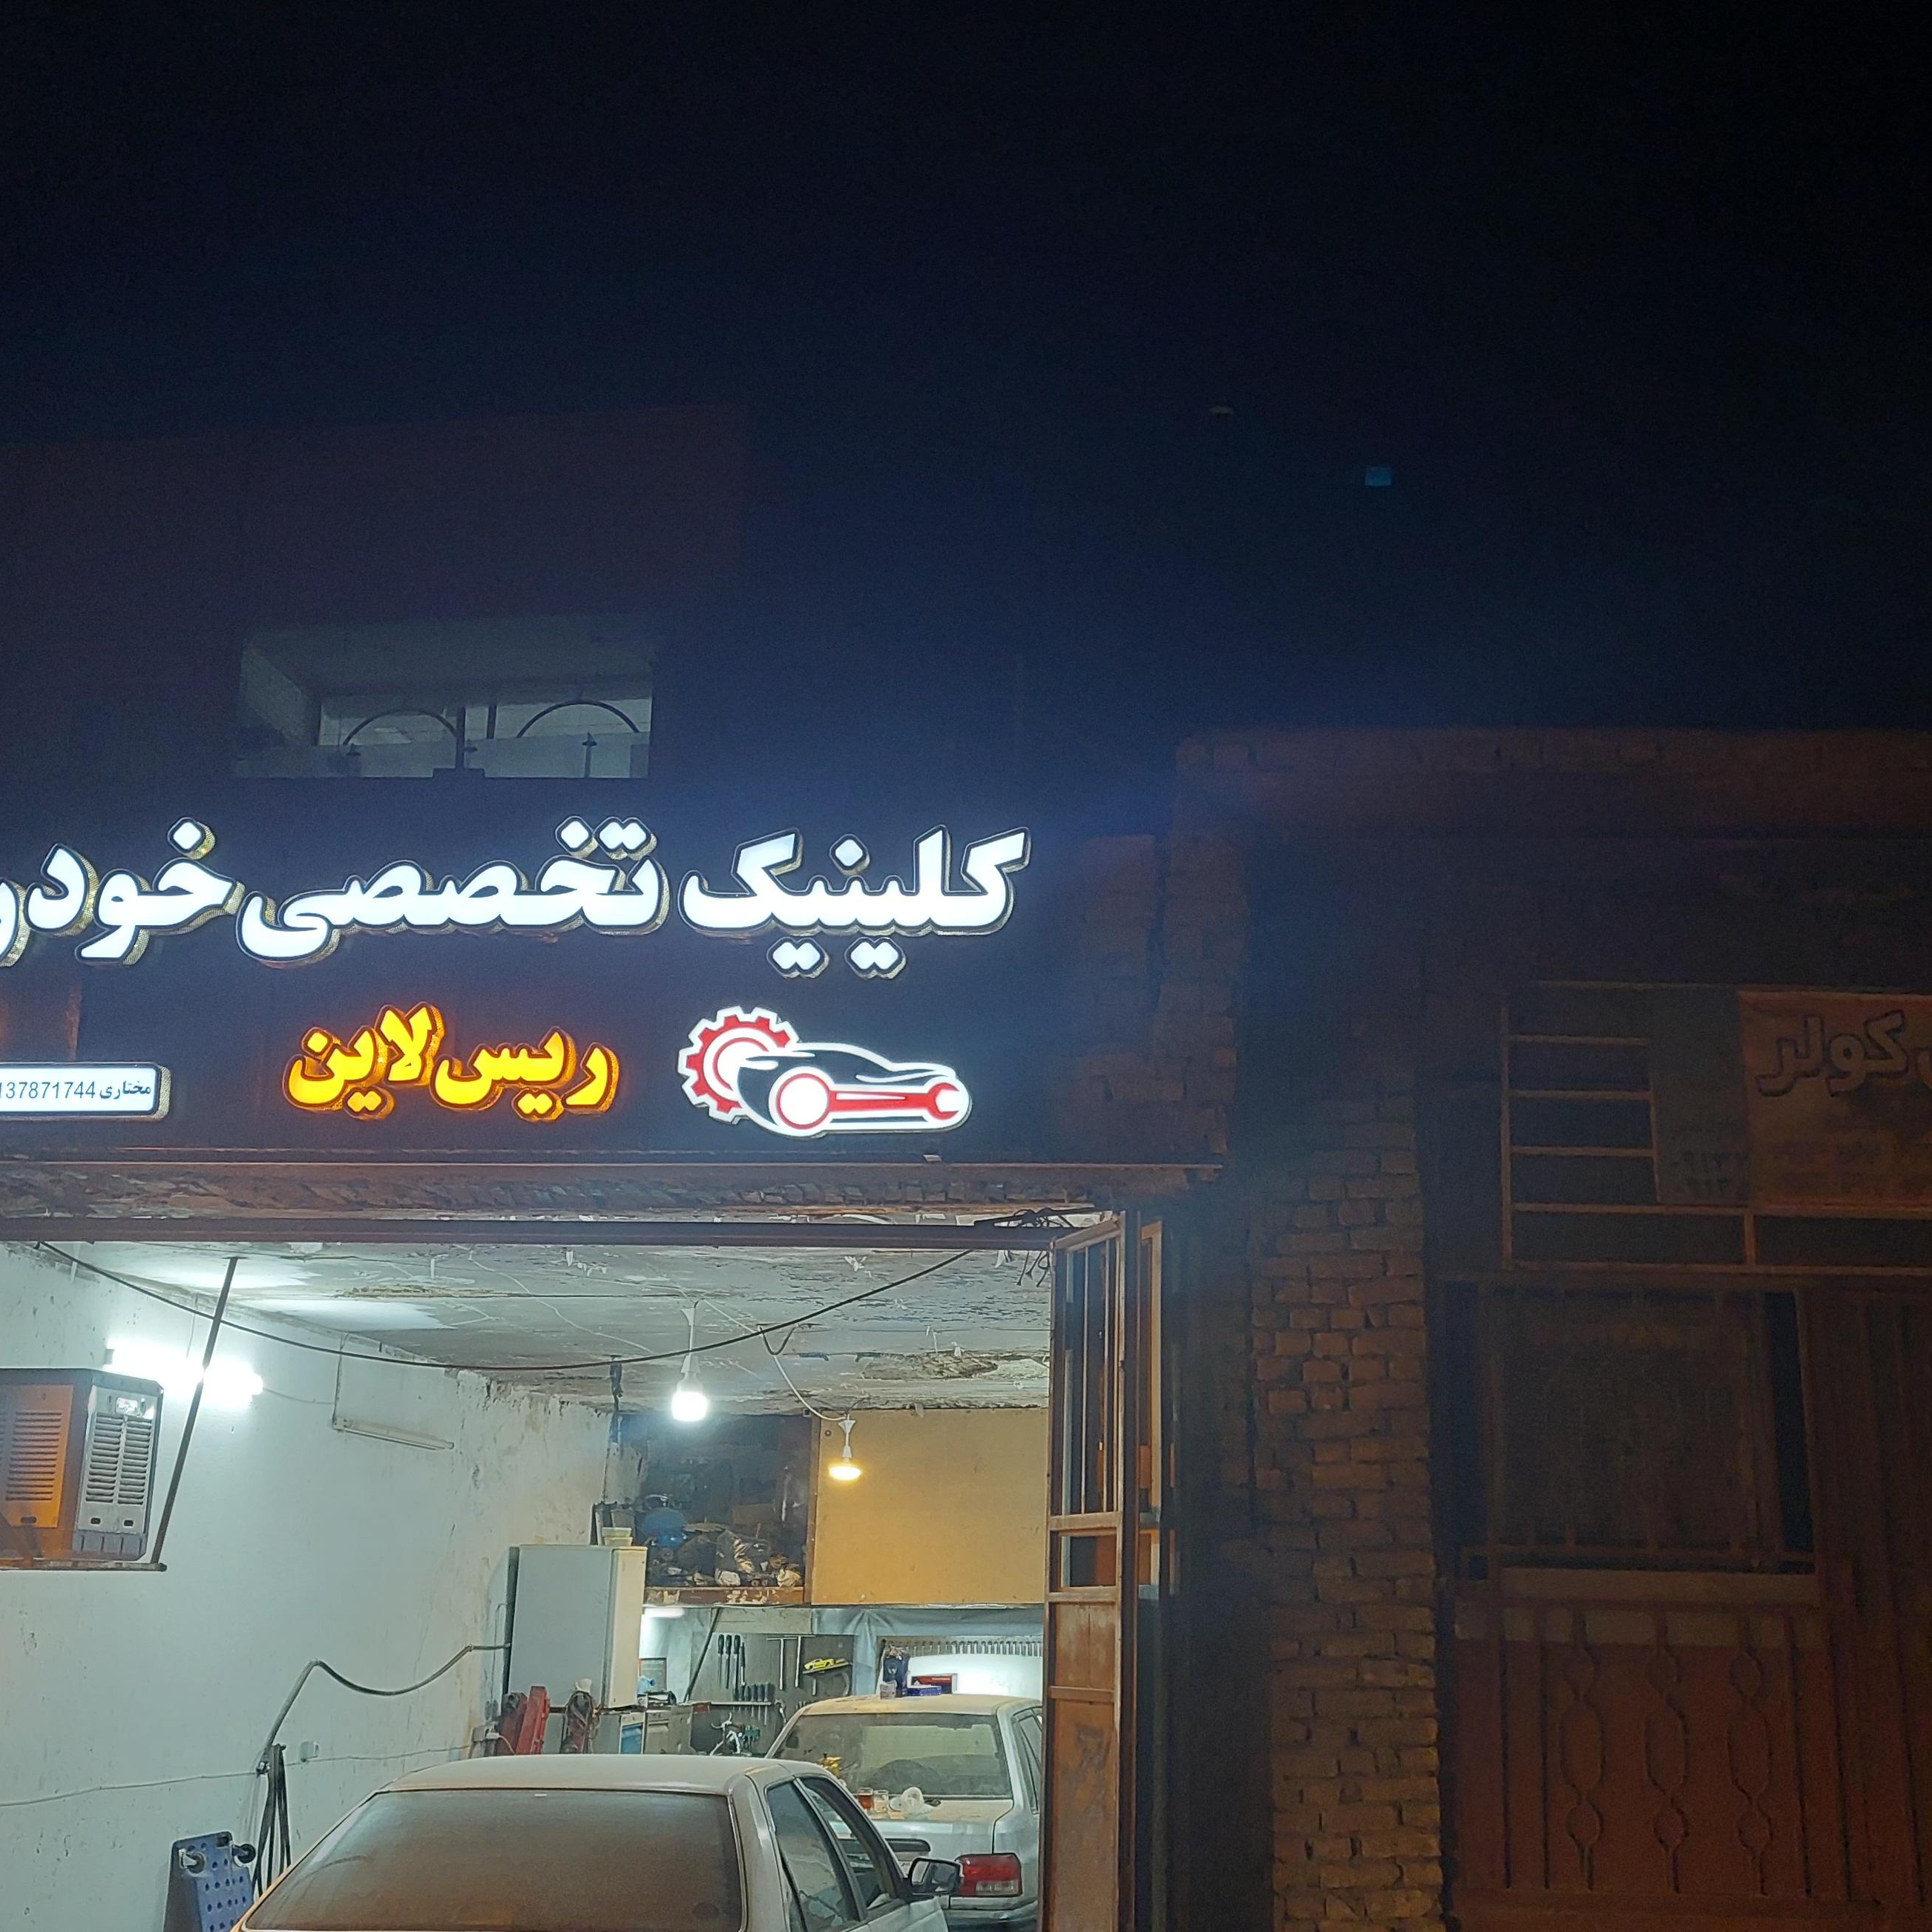 کلینیک تخصصی خودرو
ریس لاین
مختاری 137871744
کولر